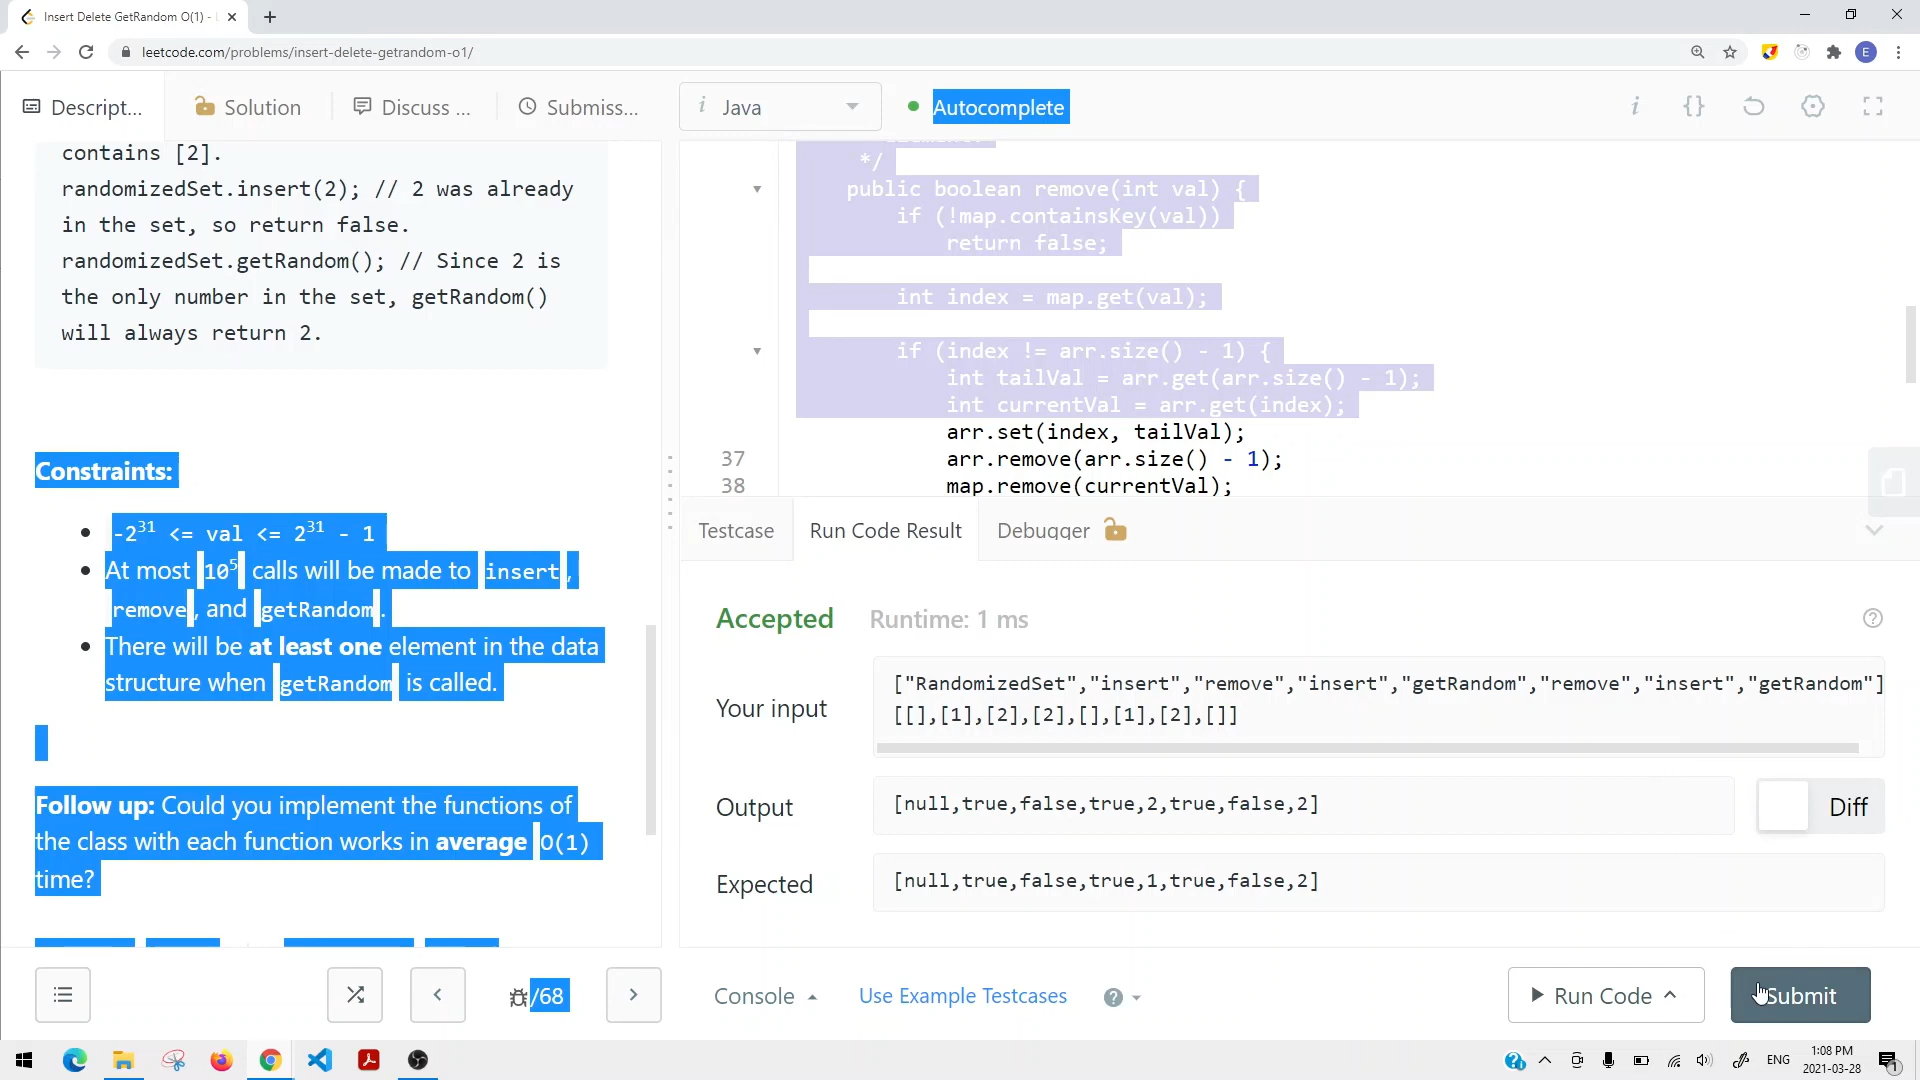 Insert Delete GetRandom O(1) -
leetcode.com/problems/insert-delete-getrandom-o1/
E
Descript...
Solution
Discuss ...
Submiss...
i Java
Autocomplete
i {}
contains [2].
randomizedSet.insert(2); // 2 was already
in the set, so return false.
randomizedSet.getRandom(); // Since 2 is
the only number in the set, getRandom()
will always return 2.
Constraints:
-2^31 <= val <= 2^31 - 1
At most 10^5 calls will be made to insert,
remove, and getRandom.
There will be at least one element in the data
structure when getRandom is called.
Follow up: Could you implement the functions of
the class with each function works in average O(1)
time?
*/
public boolean remove(int val) {
if (!map.containsKey(val))
return false;
int index = map.get(val);
if (index != arr.size() - 1) {
int tailVal = arr.get(arr.size() - 1);
int currentVal = arr.get(index);
arr.set(index, tailVal);
37 arr.remove(arr.size() - 1);
38 map.remove(currentVal);
Testcase
Run Code Result
Debugger
Accepted
Runtime: 1 ms
Your input
["RandomizedSet","insert","remove","insert","getRandom","remove","insert","getRandom"]
[[],[1],[2],[2],[],[1],[2],[]]
Output
[null,true,false,true,2,true,false,2]
Diff
Expected
[null,true,false,true,1,true,false,2]
/68
Console
Use Example Testcases
Run Code
Submit
ENG
1:08 PM
2021-03-28
1